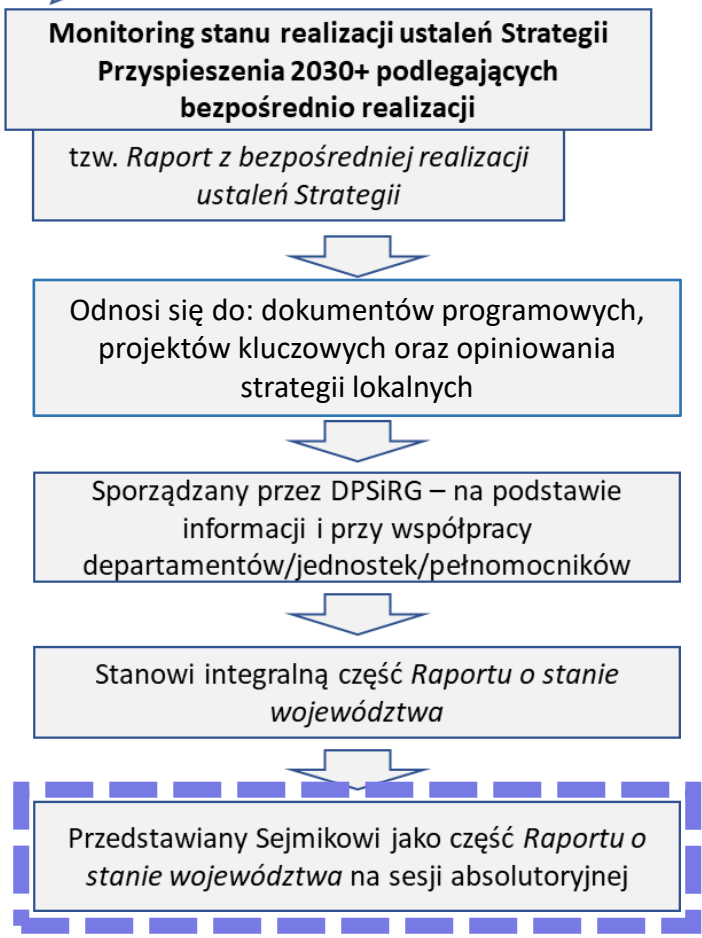 Monitoring stanu realizacji ustaleń Strategii
Przyspieszenia 2030+ podlegających
bezpośrednio realizacji
tzw. Raport z bezpośredniej realizacji
ustaleń Strategii
Odnosi się do: dokumentów programowych,
projektów kluczowych oraz opiniowania
strategii lokalnych
Sporządzany przez DPSiRG – na podstawie
informacji i przy współpracy
departamentów/jednostek/pełnomocników
Stanowi integralną część Raportu o stanie
województwa
Przedstawiany Sejmikowi jako część Raportu o
stanie województwa na sesji absolutoryjnej